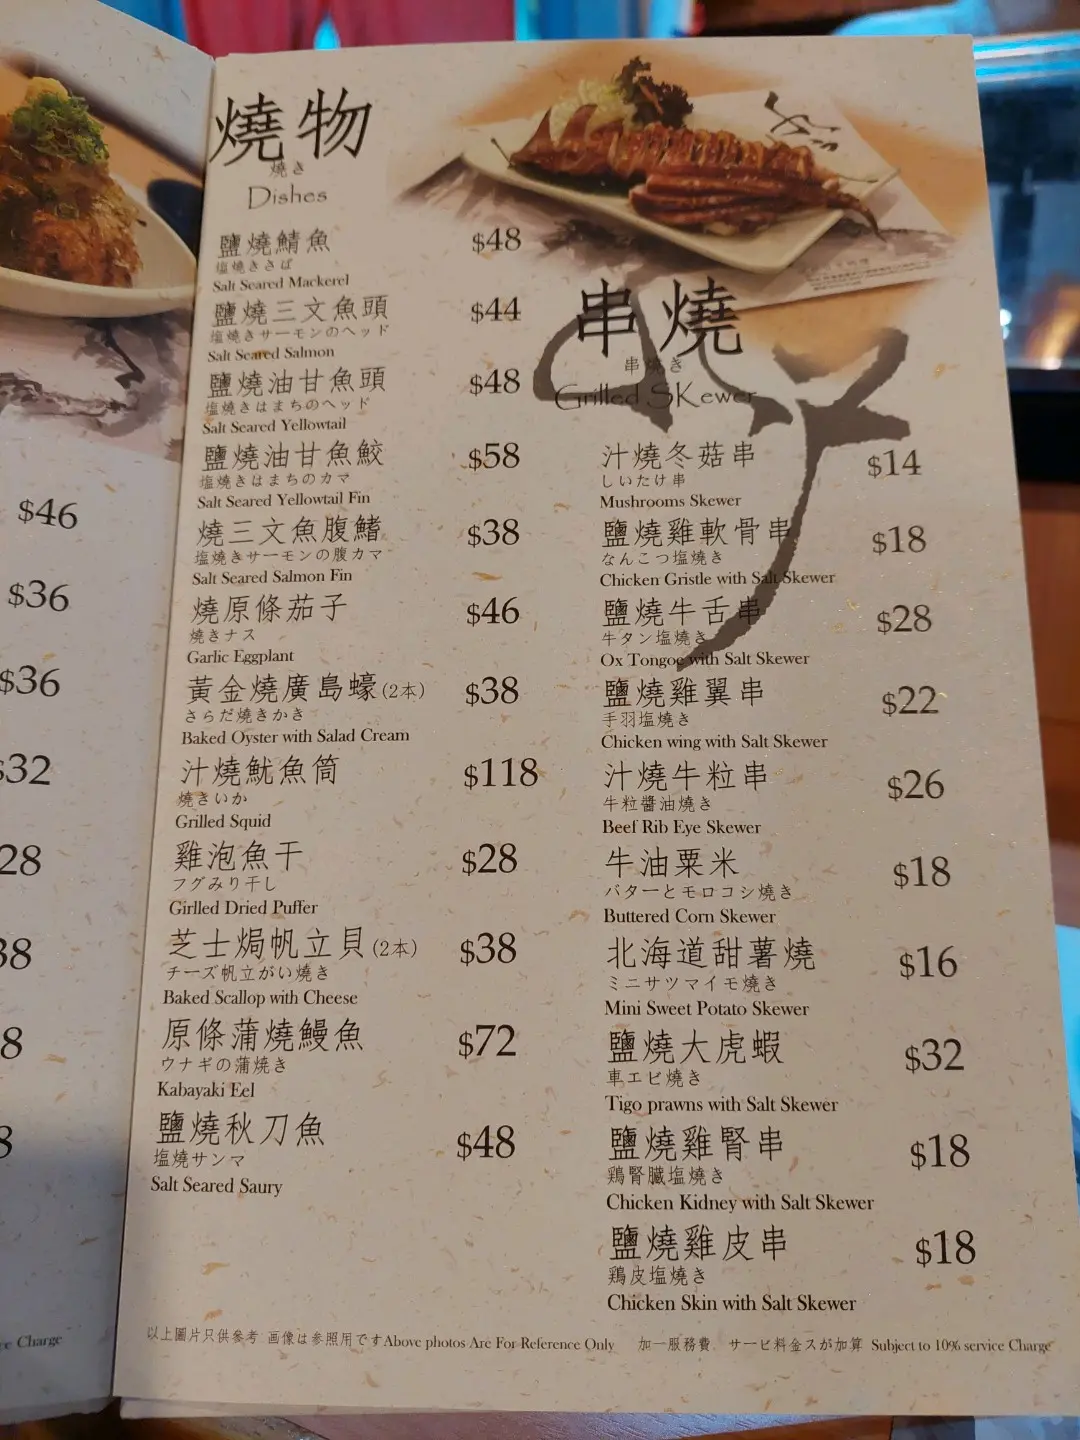 燒物
焼き
Dishes
鹽燒鯖魚 $48
塩焼きさば
Salt Seared Mackerel
鹽燒三文魚頭 $44
塩焼きサーモンのヘッド
Salt Seared Salmon
鹽燒油甘魚頭 $48
塩焼きはまちのヘッド
Salt Seared Yellowtail
鹽燒油甘魚鮫 $58
塩焼きはまちのカマ
Salt Seared Yellowtail Fin
燒三文魚腹鰭 $38
塩焼きサーモンの腹カマ
Salt Seared Salmon Fin
燒原條茄子 $46
焼きナス
Garlic Eggplant
黃金燒廣島蠔(2本) $38
さらだ焼きかき
Baked Oyster with Salad Cream
汁燒魷魚筒 $118
焼きいか
Grilled Squid
雞泡魚干 $28
フグみり干し
Girlled Dried Puffer
芝士焗帆立貝(2本) $38
チーズ帆立がい焼き
Baked Scallop with Cheese
原條蒲燒鰻魚 $72
ウナギの蒲焼き
Kabayaki Eel
鹽燒秋刀魚 $48
塩焼サンマ
Salt Seared Saury
串燒
串焼き
Grilled SKewer
汁燒冬菇串 $14
しいたけ串
Mushrooms Skewer
鹽燒雞軟骨串 $18
なんこつ塩焼き
Chicken Gristle with Salt Skewer
鹽燒牛舌串 $28
牛タン塩焼き
Ox Tongoe with Salt Skewer
鹽燒雞翼串 $22
手羽塩焼き
Chicken wing with Salt Skewer
汁燒牛粒串 $26
牛粒醬油焼き
Beef Rib Eye Skewer
牛油粟米 $18
バターとモロコシ焼き
Buttered Corn Skewer
北海道甜薯燒 $16
ミニサツマイモ焼き
Mini Sweet Potato Skewer
鹽燒大虎蝦 $32
車エビ焼き
Tigo prawns with Salt Skewer
鹽燒雞腎串 $18
鶏腎臓塩焼き
Chicken Kidney with Salt Skewer
鹽燒雞皮串 $18
鶏皮塩焼き
Chicken Skin with Salt Skewer
以上圖片只供參考 画像は参照用です Above photos Are For Reference Only 加一服務費 サービ料金スが加算 Subject to 10% service Charge
$46
$36
$36
$32
28
38
8
8
Charge